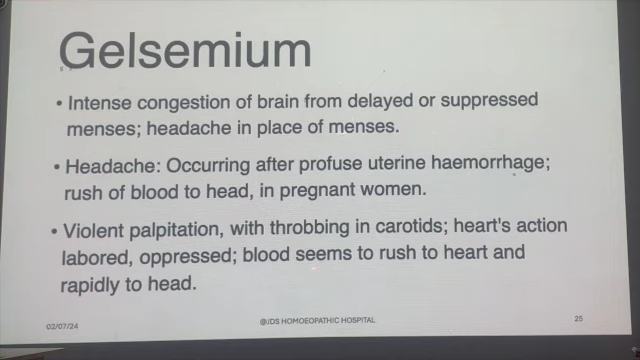 Gelsemium
• Intense congestion of brain from delayed or suppressed
menses; headache in place of menses.
• Headache: Occurring after profuse uterine haemorrhage;
rush of blood to head, in pregnant women.
• Violent palpitation, with throbbing in carotids; heart's action
labored, oppressed; blood seems to rush to heart and
rapidly to head.
02/07/24 @JDS HOMOEOPATHIC HOSPITAL 25